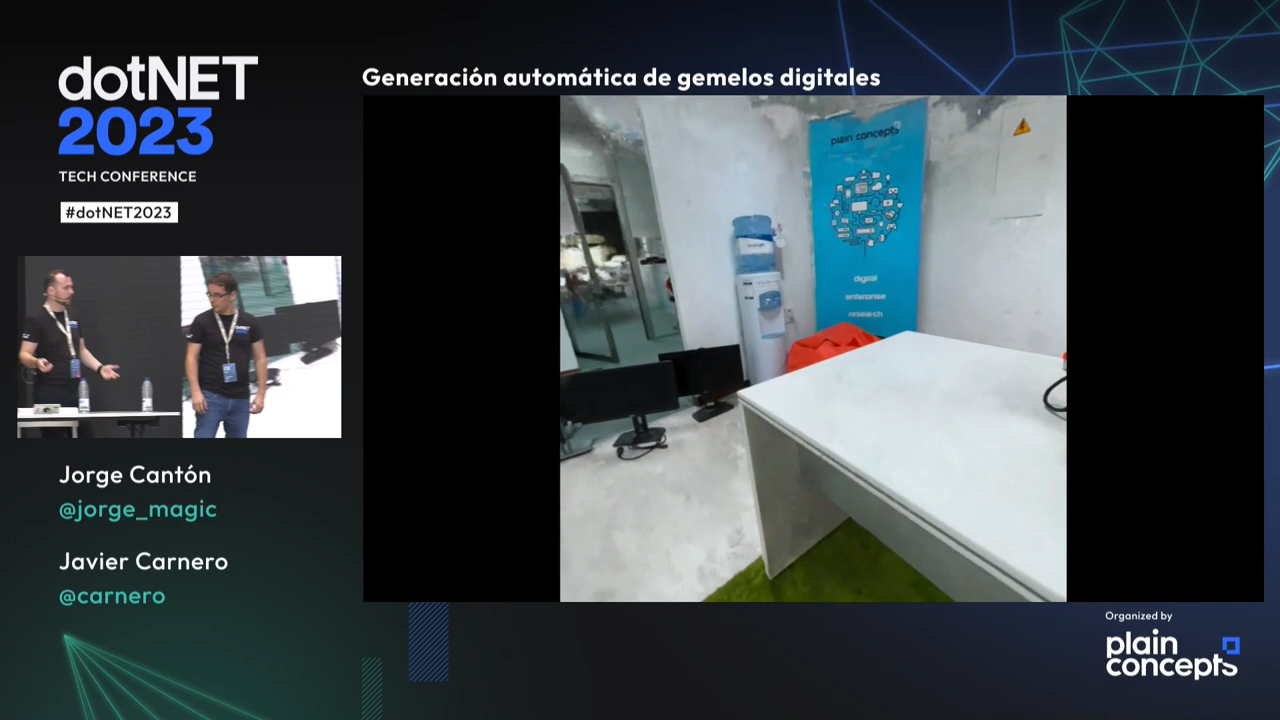 dotNET
2023
TECH CONFERENCE
#dotNET2023
Generación automática de gemelos digitales
plain concepts
digital
enterprise
research
Jorge Cantón
@jorge_magic
Javier Carnero
@carnero
Organized by
plain
concepts